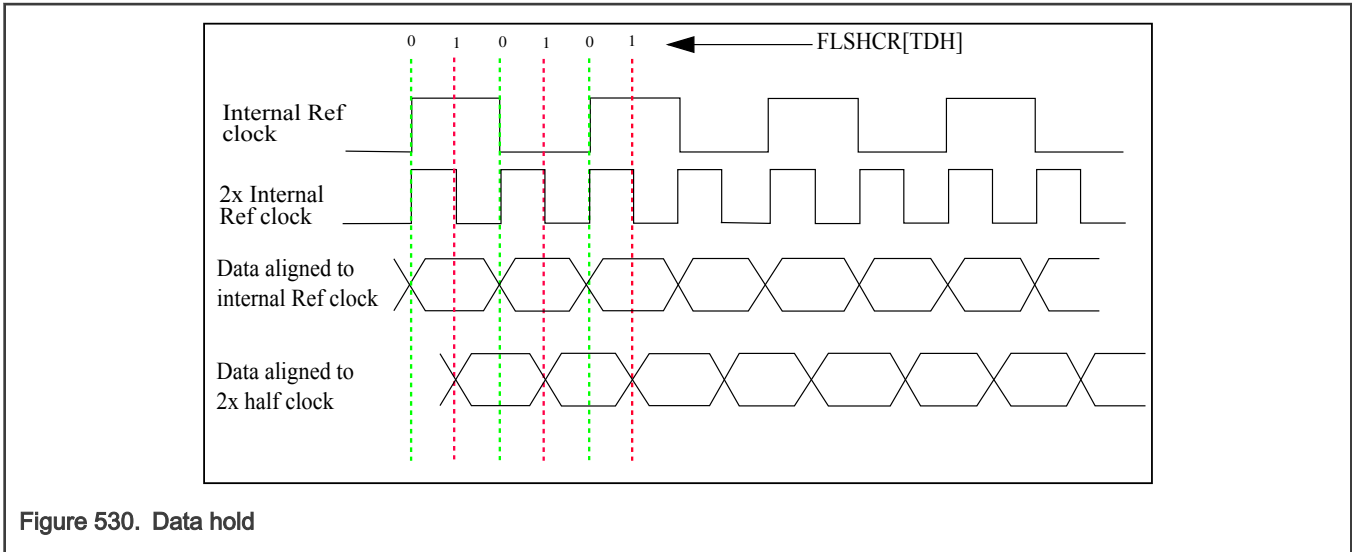 0 1 0 1 0 1 FLSHCR[TDH]
Internal Ref
clock
2x Internal
Ref clock
Data aligned to
internal Ref clock
Data aligned to
2x half clock
Figure 530. Data hold